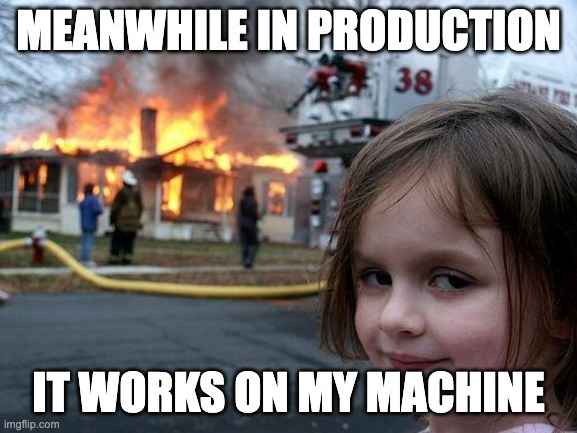 MEANWHILE IN PRODUCTION
38
IT WORKS ON MY MACHINE
imgflip.com